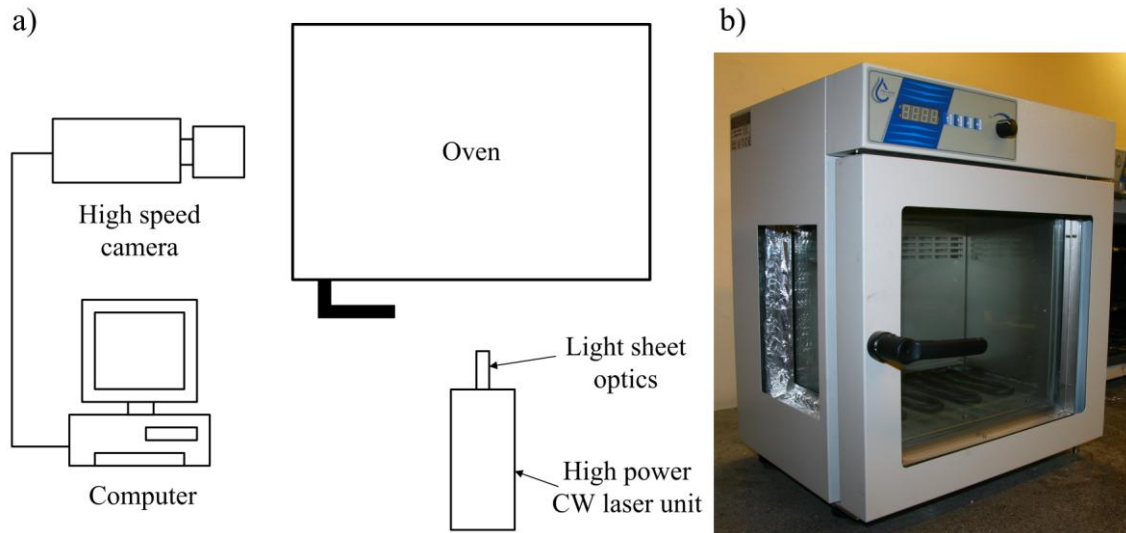 a)
b)
Oven
High speed
camera
Light sheet
optics
High power
CW laser unit
Computer